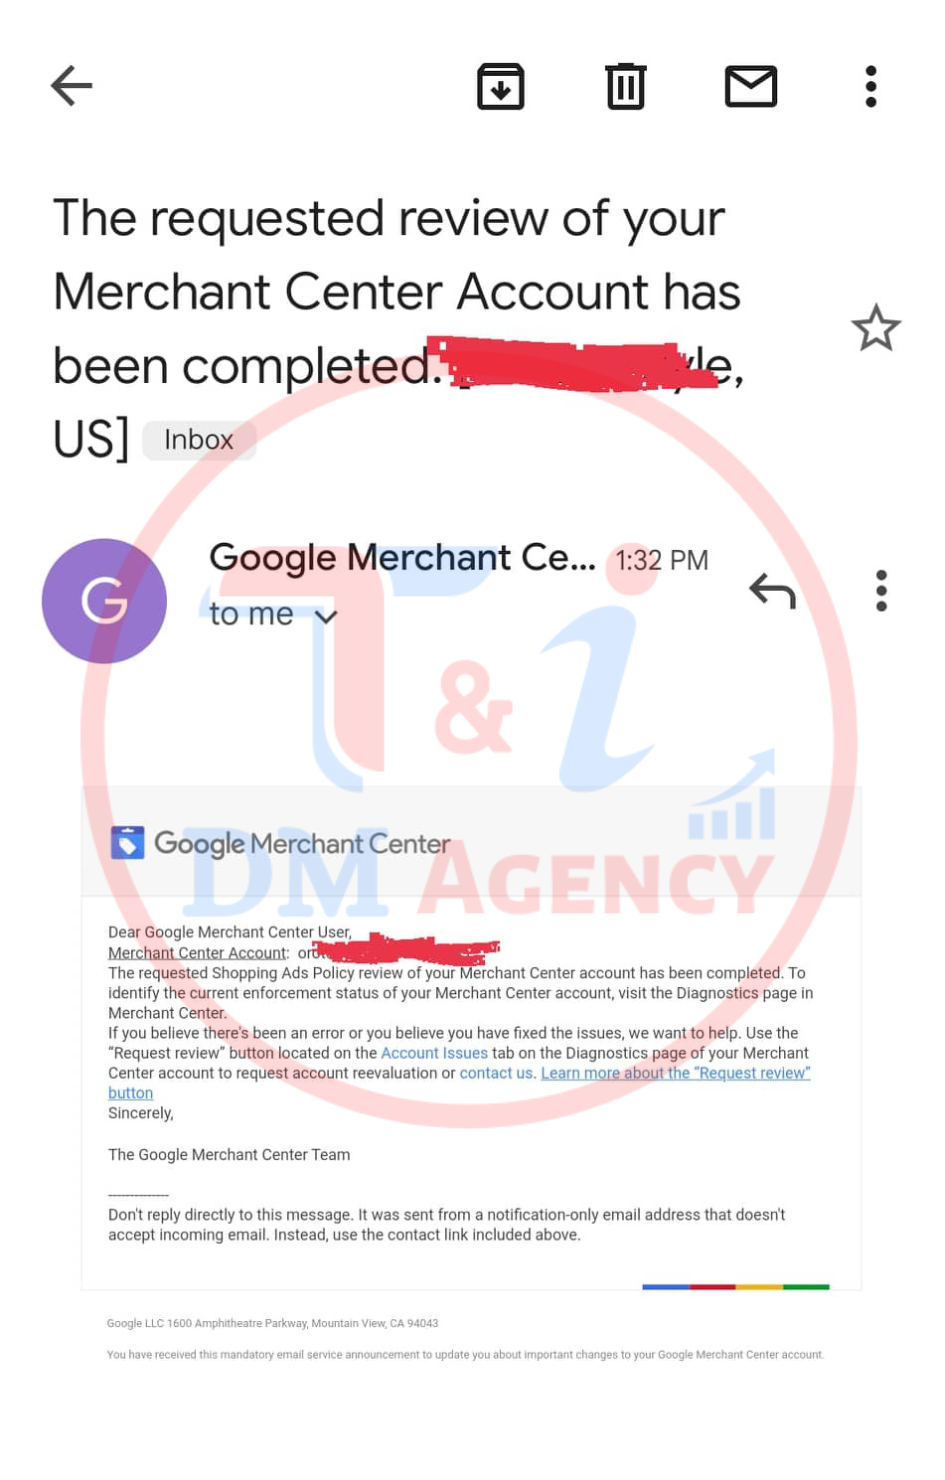 The requested review of your
Merchant Center Account has
been completed.
US] Inbox
G
Google Merchant Ce... 1:32 PM
to me
T & i
Google Merchant Center
DM AGENCY
Dear Google Merchant Center User,
Merchant Center Account:
The requested Shopping Ads Policy review of your Merchant Center account has been completed. To
identify the current enforcement status of your Merchant Center account, visit the Diagnostics page in
Merchant Center.
If you believe there's been an error or you believe you have fixed the issues, we want to help. Use the
“Request review” button located on the Account Issues tab on the Diagnostics page of your Merchant
Center account to request account reevaluation or contact us. Learn more about the “Request review”
button
Sincerely,
The Google Merchant Center Team
--------------
Don't reply directly to this message. It was sent from a notification-only email address that doesn't
accept incoming email. Instead, use the contact link included above.
Google LLC 1600 Amphitheatre Parkway, Mountain View, CA 94043
You have received this mandatory email service announcement to update you about important changes to your Google Merchant Center account.